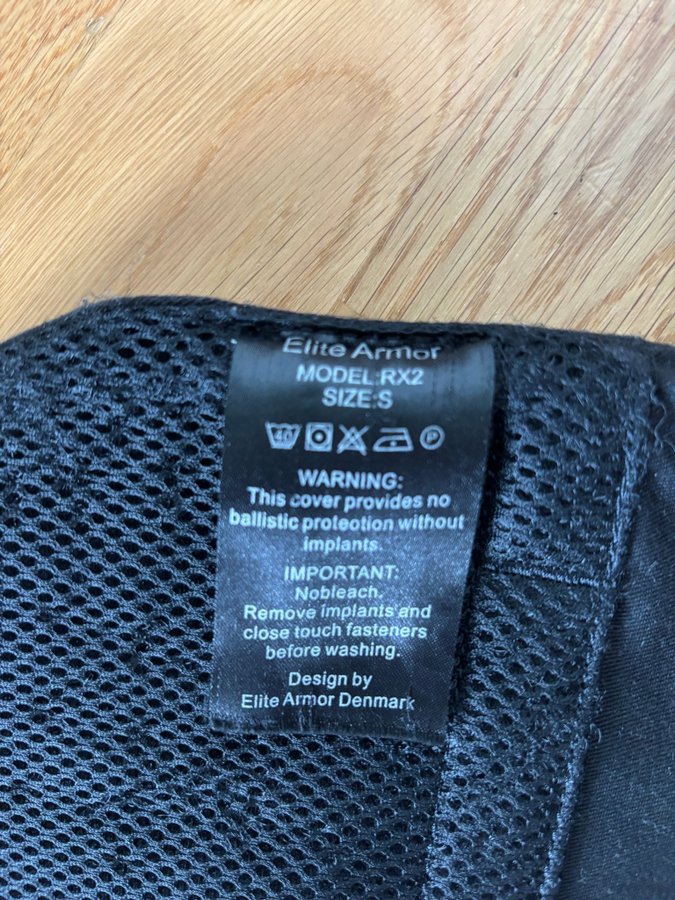 Elite Armor
MODEL:RX2
SIZE:S
40 P
WARNING:
This cover provides no
ballistic protection without
implants.
IMPORTANT:
Nobleach.
Remove implants and
close touch fasteners
before washing.
Design by
Elite Armor Denmark